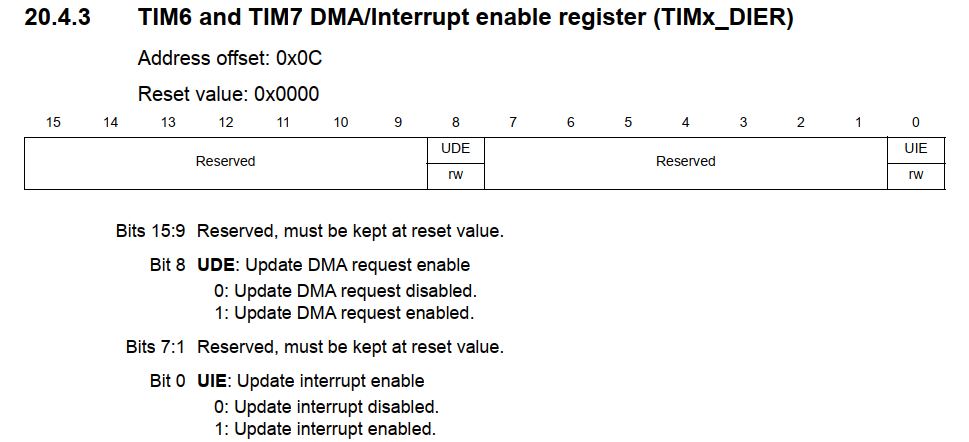 20.4.3 TIM6 and TIM7 DMA/Interrupt enable register (TIMx_DIER)
Address offset: 0x0C
Reset value: 0x0000
15 14 13 12 11 10 9 8 7 6 5 4 3 2 1 0
Reserved UDE Reserved UIE
rw rw
Bits 15:9 Reserved, must be kept at reset value.
Bit 8 UDE: Update DMA request enable
0: Update DMA request disabled.
1: Update DMA request enabled.
Bits 7:1 Reserved, must be kept at reset value.
Bit 0 UIE: Update interrupt enable
0: Update interrupt disabled.
1: Update interrupt enabled.